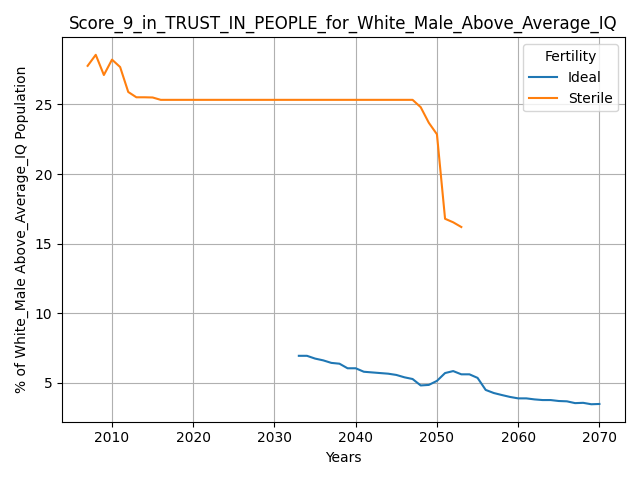 Score_9_in_TRUST_IN_PEOPLE_for_White_Male_Above_Average_IQ
Fertility
Ideal
Sterile
% of White_Male Above_Average_IQ Population
25
20
15
10
5
2010 2020 2030 2040 2050 2060 2070
Years